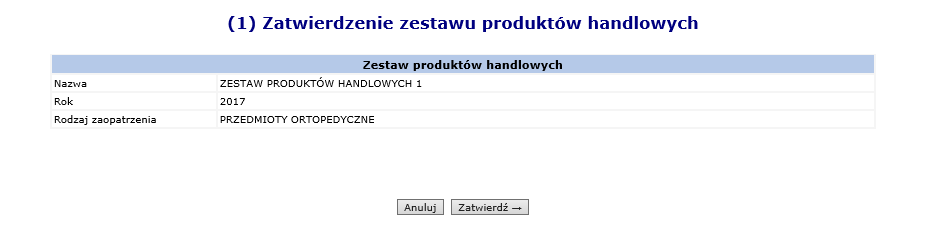 (1) Zatwierdzenie zestawu produktów handlowych
Zestaw produktów handlowych
Nazwa ZESTAW PRODUKTÓW HANDLOWYCH 1
Rok 2017
Rodzaj zaopatrzenia PRZEDMIOTY ORTOPEDYCZNE
Anuluj Zatwierdź →